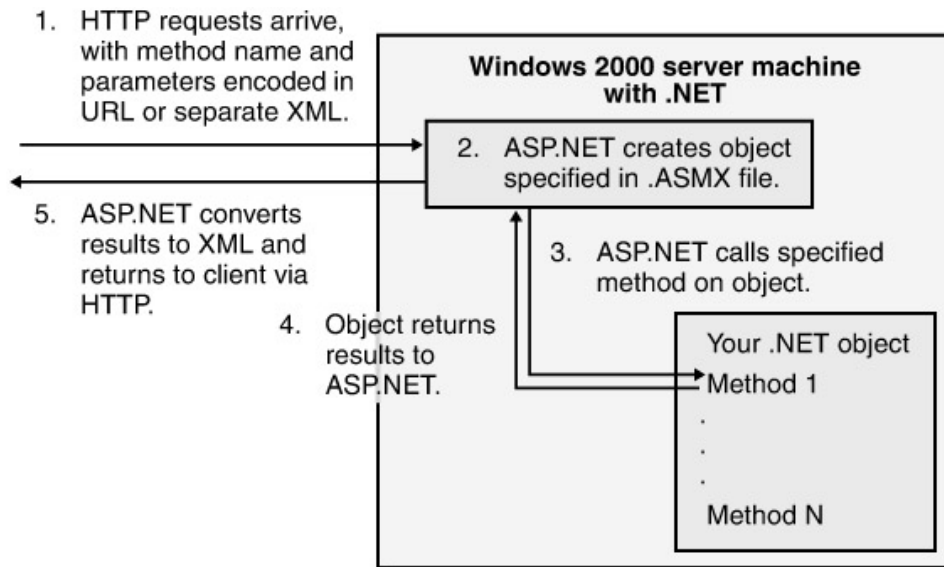 1. HTTP requests arrive,
with method name and
parameters encoded in
URL or separate XML.
Windows 2000 server machine
with .NET
2. ASP.NET creates object
specified in .ASMX file.
5. ASP.NET converts
results to XML and
returns to client via
HTTP.
3. ASP.NET calls specified
method on object.
4. Object returns
results to
ASP.NET.
Your .NET object
Method 1
.
.
.
Method N